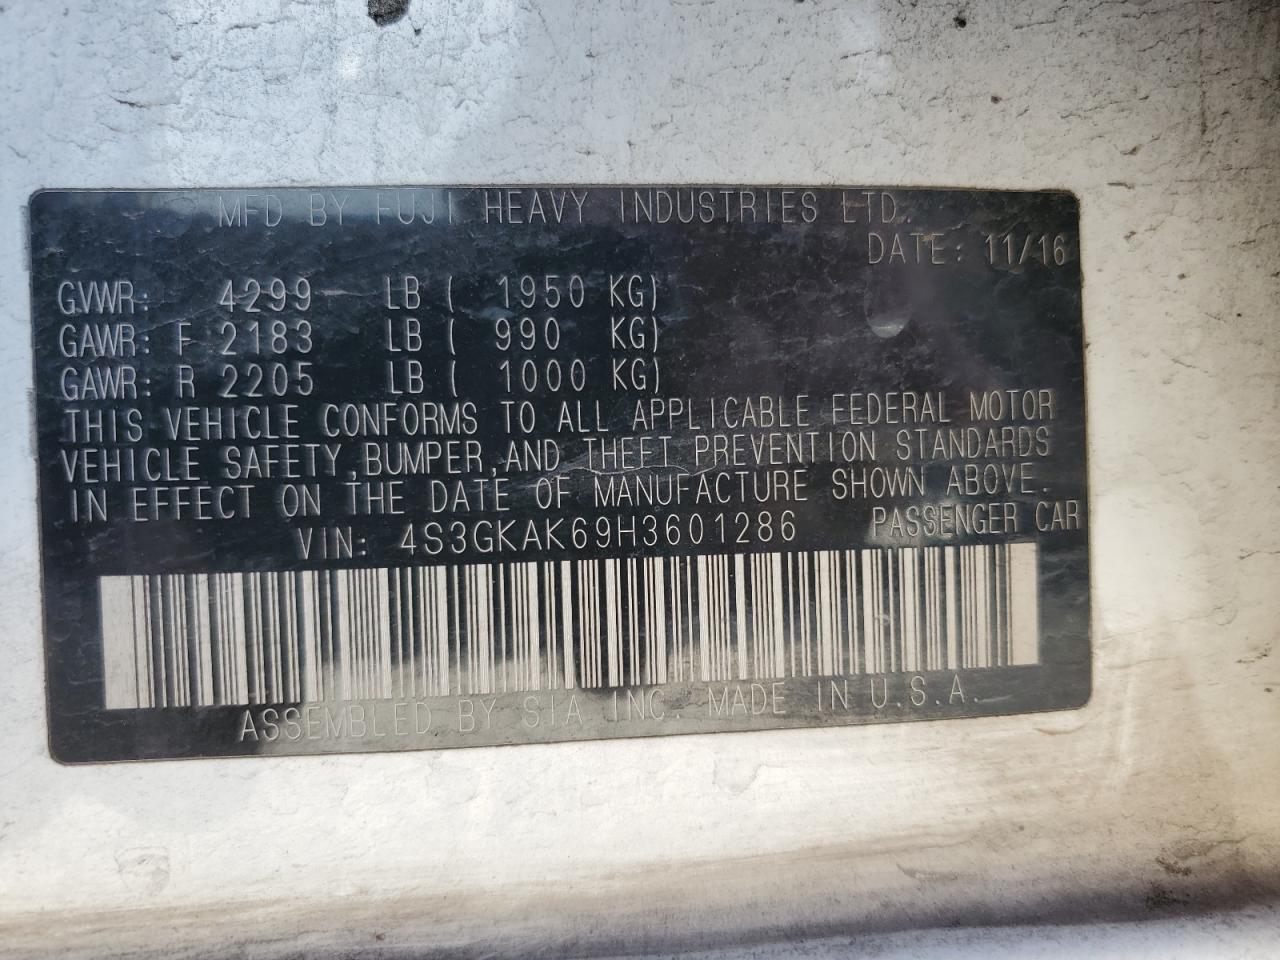 MFD BY FUJI HEAVY INDUSTRIES LTD.
DATE: 11/16
GVWR: 4299 LB ( 1950 KG)
GAWR: F 2183 LB ( 990 KG)
GAWR: R 2205 LB ( 1000 KG)
THIS VEHICLE CONFORMS TO ALL APPLICABLE FEDERAL MOTOR
VEHICLE SAFETY, BUMPER, AND THEFT PREVENTION STANDARDS
IN EFFECT ON THE DATE OF MANUFACTURE SHOWN ABOVE.
VIN: 4S3GKAK69H3601286 PASSENGER CAR
ASSEMBLED BY SIA INC. MADE IN U.S.A.